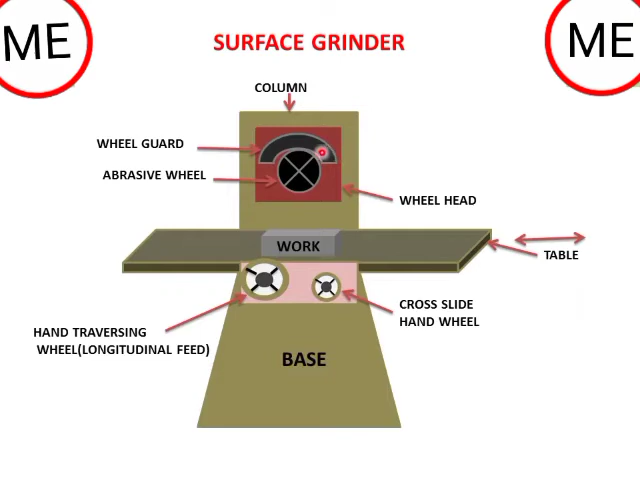 ME
ME
SURFACE GRINDER
COLUMN
WHEEL GUARD
ABRASIVE WHEEL
WHEEL HEAD
WORK
TABLE
CROSS SLIDE
HAND WHEEL
HAND TRAVERSING
WHEEL(LONGITUDINAL FEED)
BASE